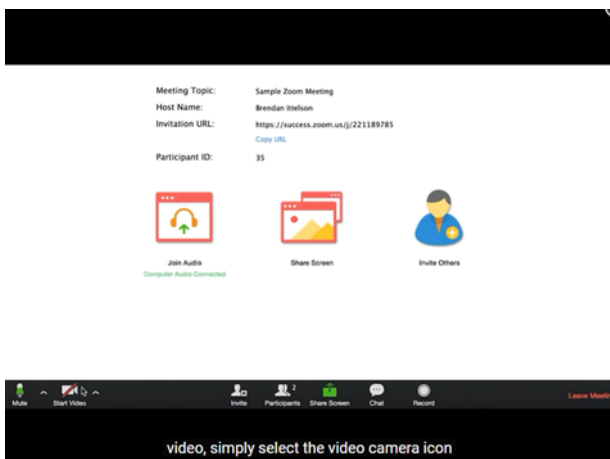 Meeting Topic: Sample Zoom Meeting
Host Name: Brendan Ittelson
Invitation URL: https://success.zoom.us/j/221189785
Copy URL
Participant ID: 35
Join Audio Share Screen Invite Others
Computer Audio Connected
2
Mute Start Video Invite Participants Share Screen Chat Record Leave Meeti
video, simply select the video camera icon